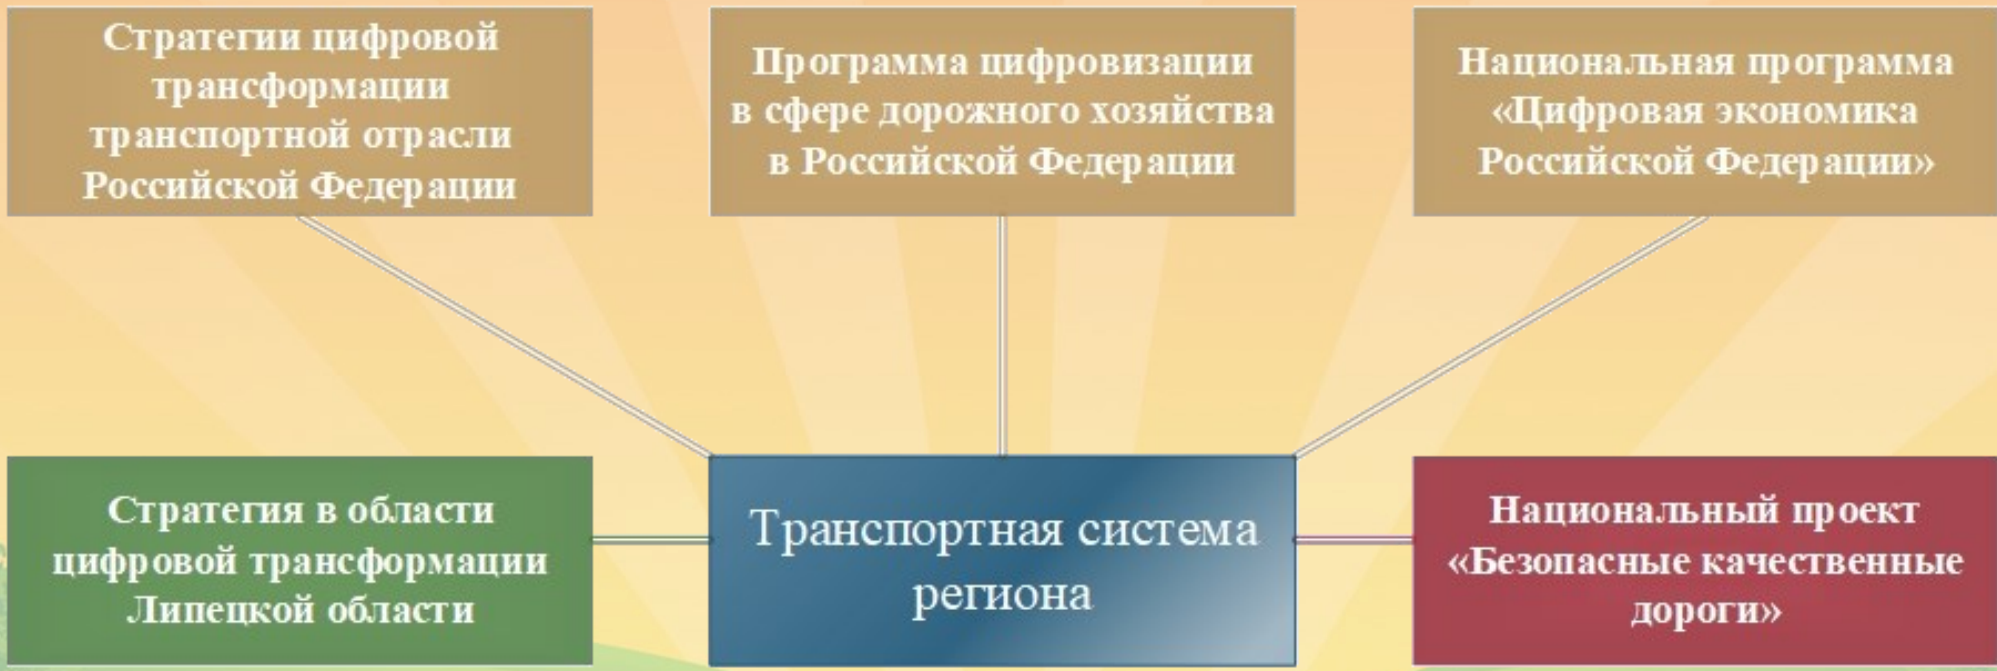 Стратегии цифровой
трансформации
транспортной отрасли
Российской Федерации
Программа цифровизации
в сфере дорожного хозяйства
в Российской Федерации
Национальная программа
«Цифровая экономика
Российской Федерации»
Стратегия в области
цифровой трансформации
Липецкой области
Транспортная система
региона
Национальный проект
«Безопасные качественные
дороги»